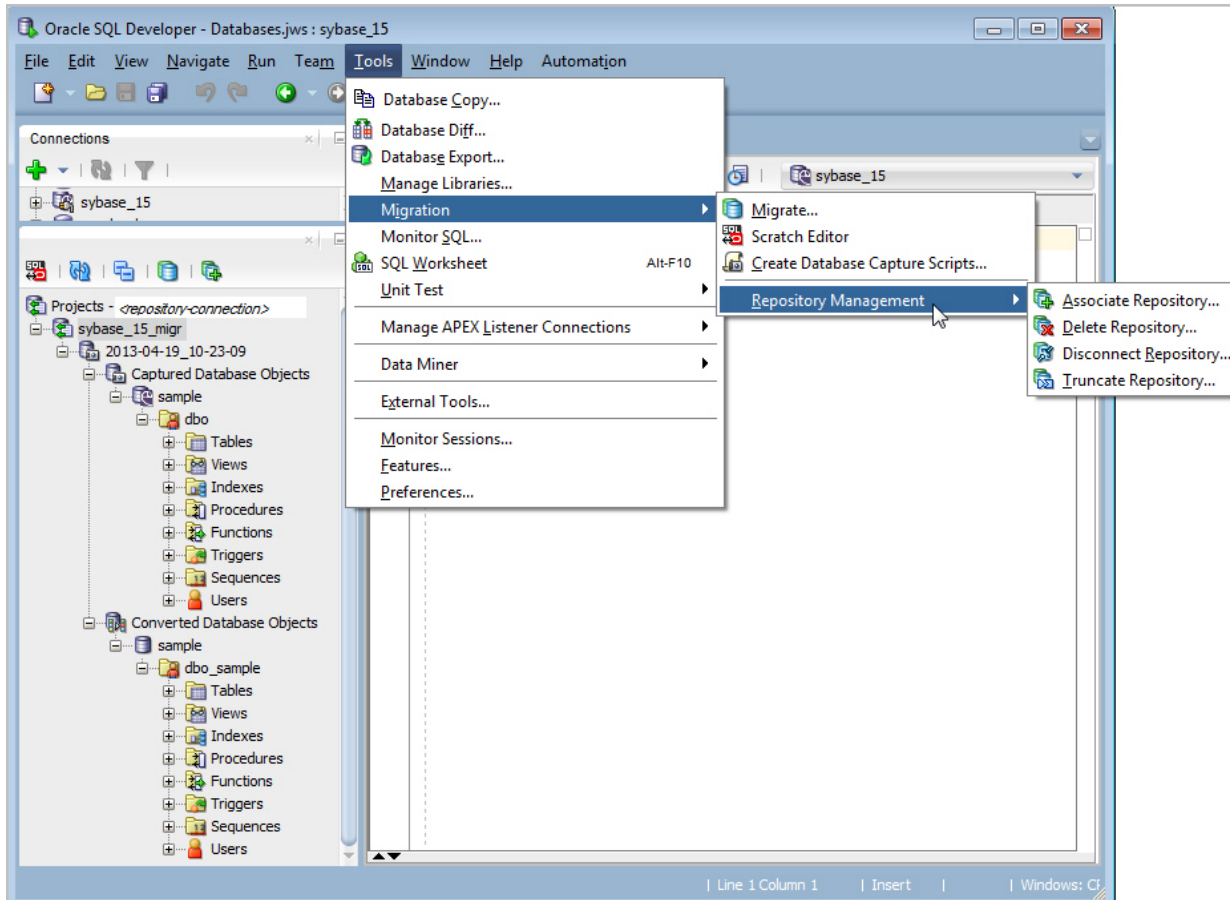 Oracle SQL Developer - Databases.jws : sybase_15
File Edit View Navigate Run Team Tools Window Help Automation
Connections
sybase_15
Projects - <repository-connection>
sybase_15_migr
2013-04-19_10-23-09
Captured Database Objects
sample
dbo
Tables
Views
Indexes
Procedures
Functions
Triggers
Sequences
Users
Converted Database Objects
sample
dbo_sample
Tables
Views
Indexes
Procedures
Functions
Triggers
Sequences
Users
Database Copy...
Database Diff...
Database Export...
Manage Libraries...
Migration
Monitor SQL...
SQL Worksheet Alt-F10
Unit Test
Manage APEX Listener Connections
Data Miner
External Tools...
Monitor Sessions...
Features...
Preferences...
sybase_15
Migrate...
Scratch Editor
Create Database Capture Scripts...
Repository Management
Associate Repository...
Delete Repository...
Disconnect Repository...
Truncate Repository...
Line 1 Column 1 | Insert | | Windows: